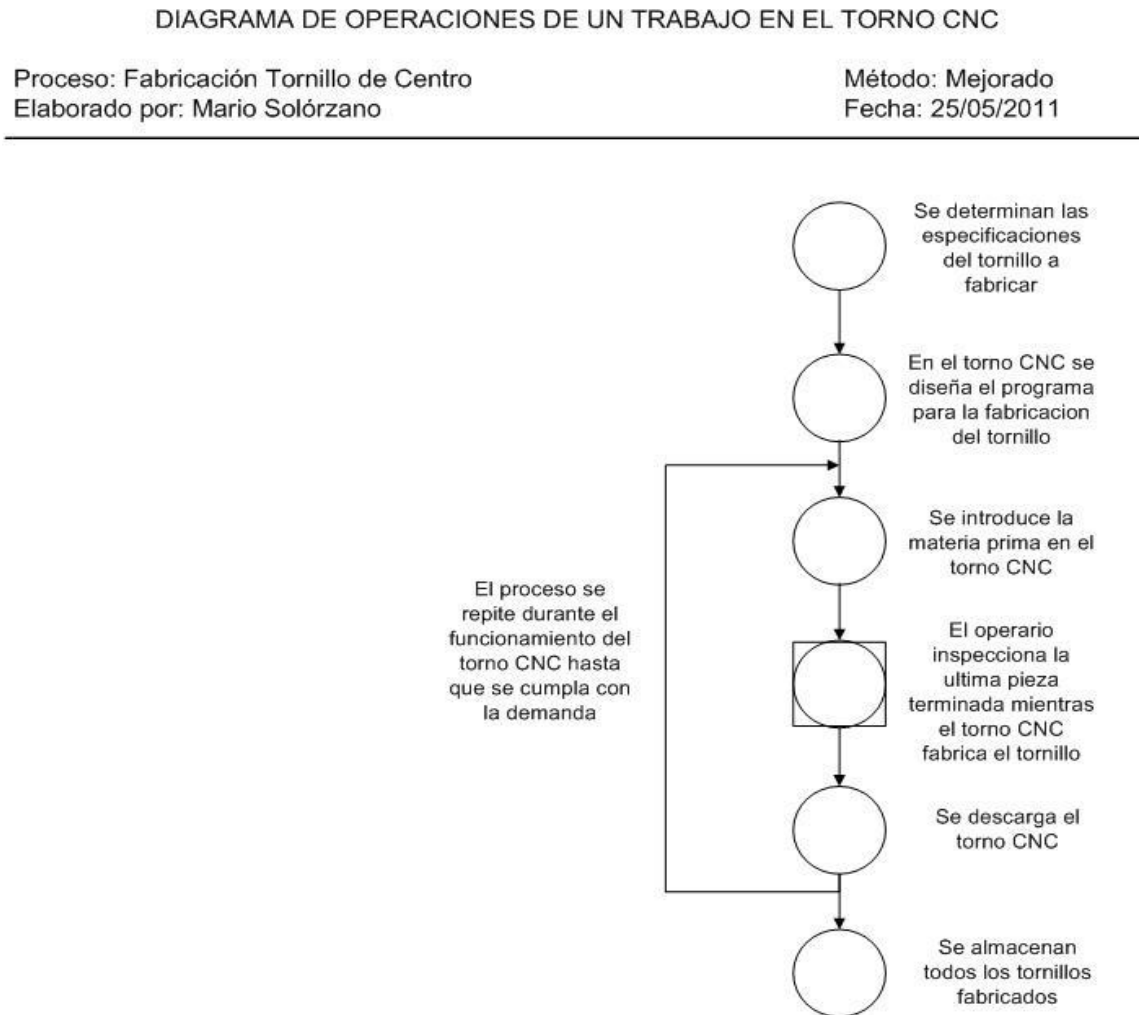 DIAGRAMA DE OPERACIONES DE UN TRABAJO EN EL TORNO CNC
Proceso: Fabricación Tornillo de Centro
Elaborado por: Mario Solórzano
Método: Mejorado
Fecha: 25/05/2011
Se determinan las
especificaciones
del tornillo a
fabricar
En el torno CNC se
diseña el programa
para la fabricacion
del tornillo
Se introduce la
materia prima en el
torno CNC
El proceso se
repite durante el
funcionamiento del
torno CNC hasta
que se cumpla con
la demanda
El operario
inspecciona la
ultima pieza
terminada mientras
el torno CNC
fabrica el tornillo
Se descarga el
torno CNC
Se almacenan
todos los tornillos
fabricados